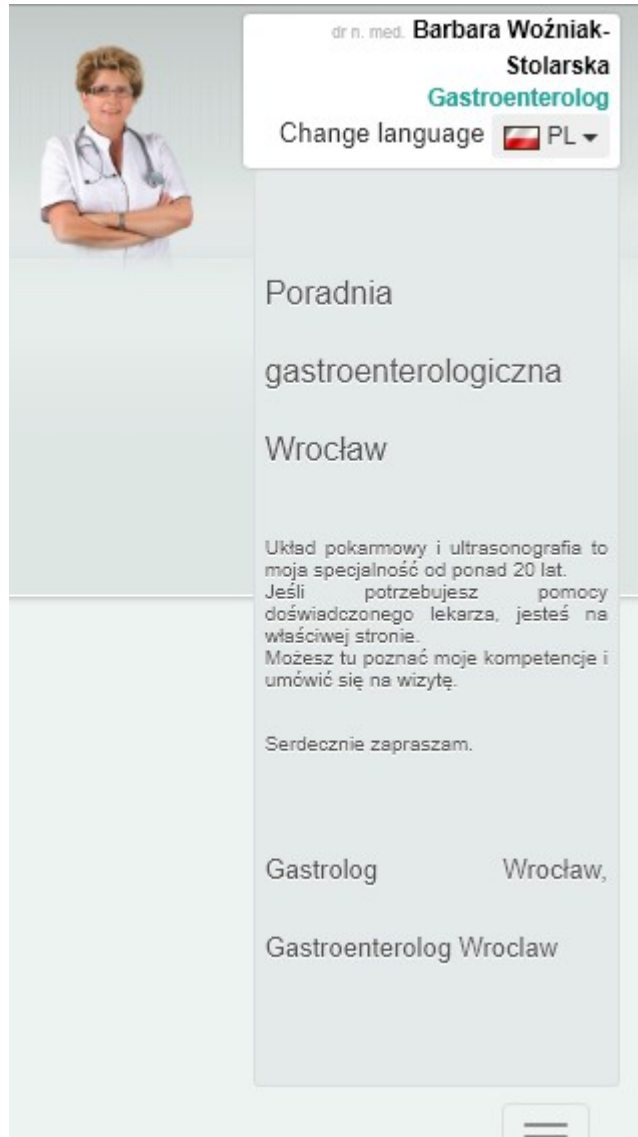 dr n. med. Barbara Woźniak-
Stolarska
Gastroenterolog
Change language PL
Poradnia
gastroenterologiczna
Wrocław
Układ pokarmowy i ultrasonografia to
moja specjalność od ponad 20 lat.
Jeśli potrzebujesz pomocy
doświadczonego lekarza, jesteś na
właściwej stronie.
Możesz tu poznać moje kompetencje i
umówić się na wizytę.
Serdecznie zapraszam.
Gastrolog Wrocław,
Gastroenterolog Wroclaw